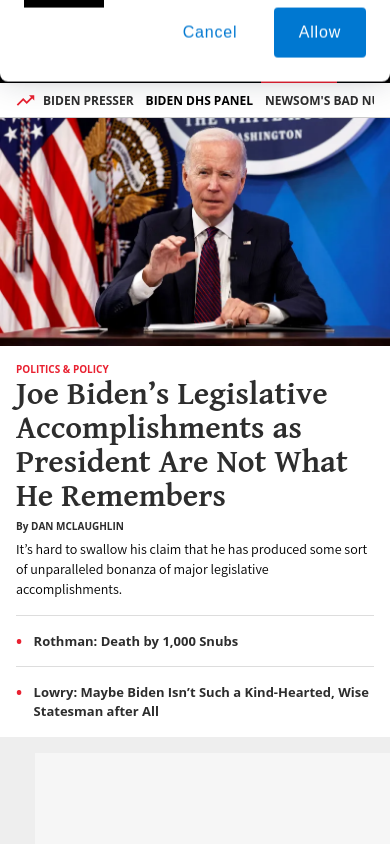 Cancel
Allow
BIDEN PRESSER BIDEN DHS PANEL NEWSOM'S BAD
THE WHITE HOUSE
WASHINGTON
POLITICS & POLICY
Joe Biden’s Legislative
Accomplishments as
President Are Not What
He Remembers
By DAN MCLAUGHLIN
It’s hard to swallow his claim that he has produced some sort
of unparalleled bonanza of major legislative
accomplishments.
• Rothman: Death by 1,000 Snubs
• Lowry: Maybe Biden Isn’t Such a Kind-Hearted, Wise
Statesman after All